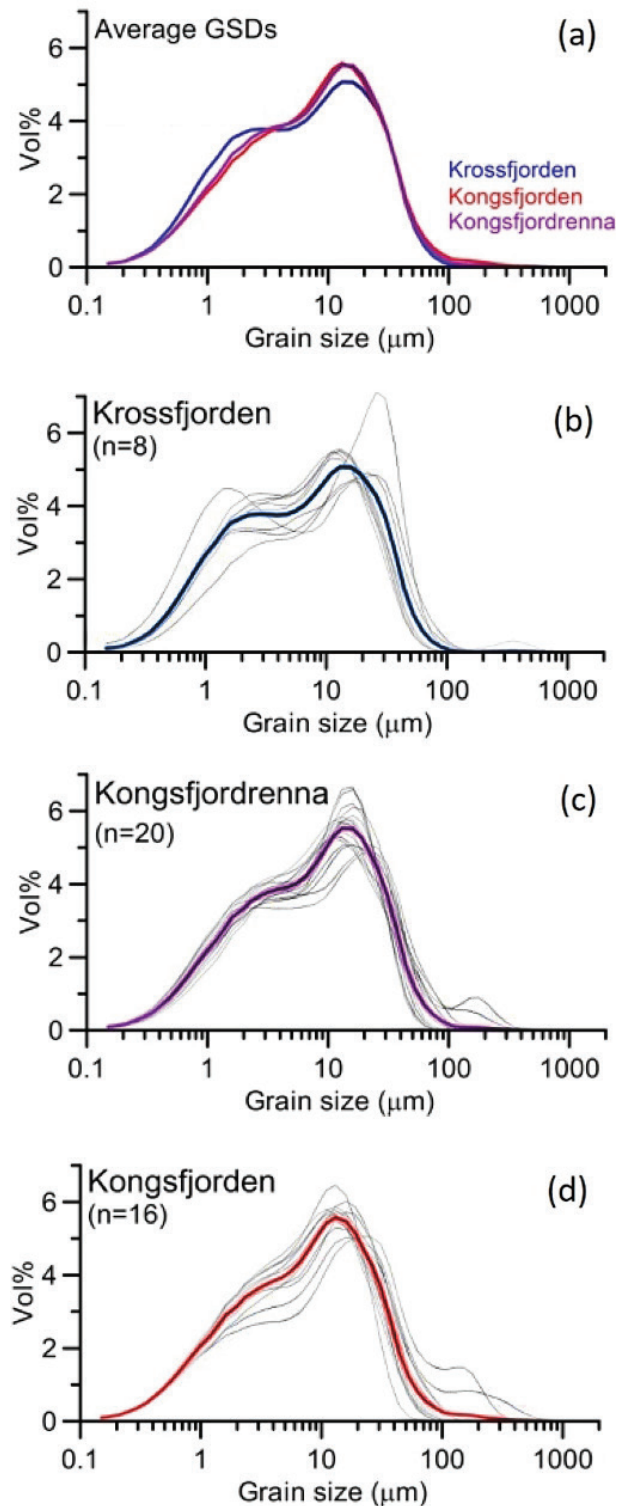 Average GSDs
(a)
6
4
2
0
Vol%
Krossfjorden
Kongsfjorden
Kongsfjordrenna
0.1 1 10 100 1000
Grain size (μm)
Krossfjorden
(n=8)
(b)
6
4
2
0
Vol%
0.1 1 10 100 1000
Grain size (μm)
Kongsfjordrenna
(n=20)
(c)
6
4
2
0
Vol%
0.1 1 10 100 1000
Grain size (μm)
Kongsfjorden
(n=16)
(d)
6
4
2
0
Vol%
0.1 1 10 100 1000
Grain size (μm)